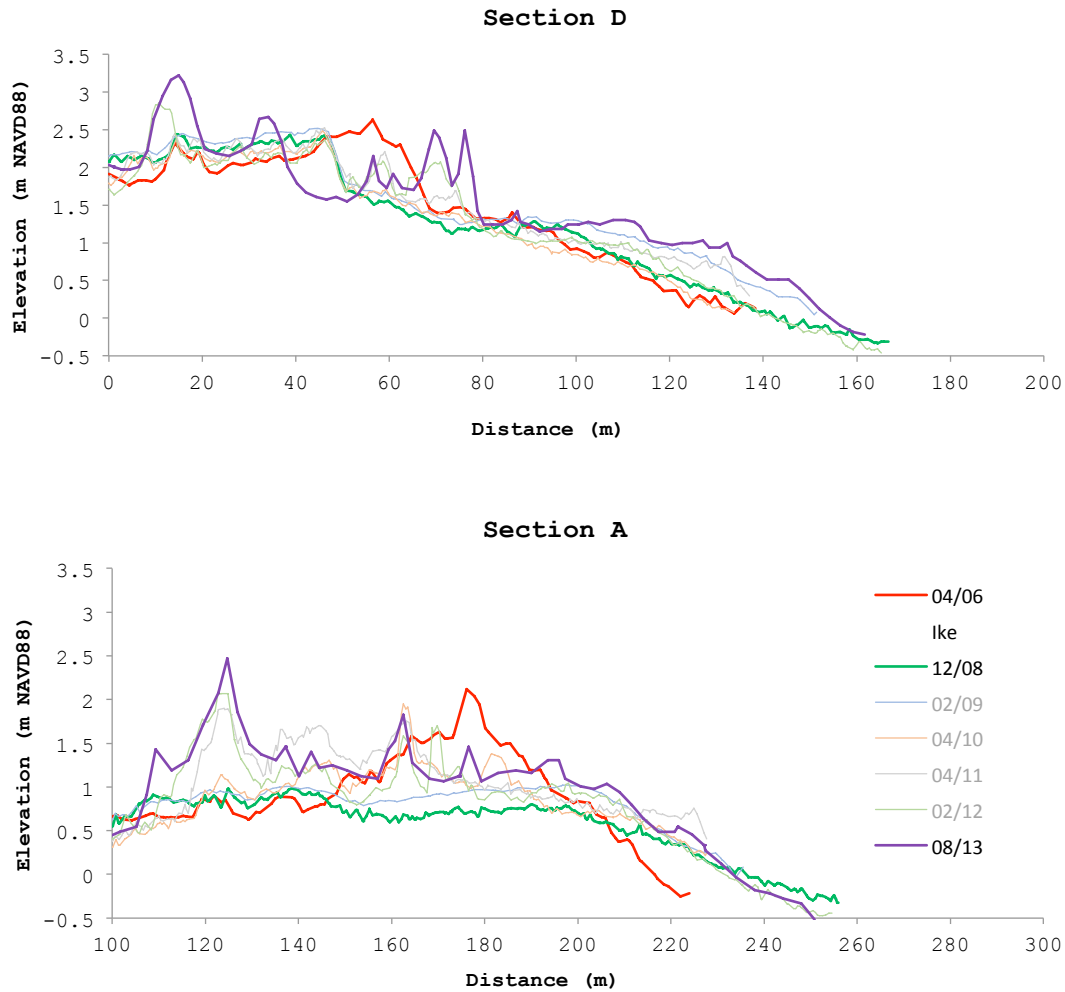 Section D
3.5
3
2.5
2
1.5
1
0.5
0
-0.5
Elevation (m NAVD88)
0 20 40 60 80 100 120 140 160 180 200
Distance (m)
Section A
3.5
3
2.5
2
1.5
1
0.5
0
-0.5
Elevation (m NAVD88)
04/06
Ike
12/08
02/09
04/10
04/11
02/12
08/13
100 120 140 160 180 200 220 240 260 280 300
Distance (m)